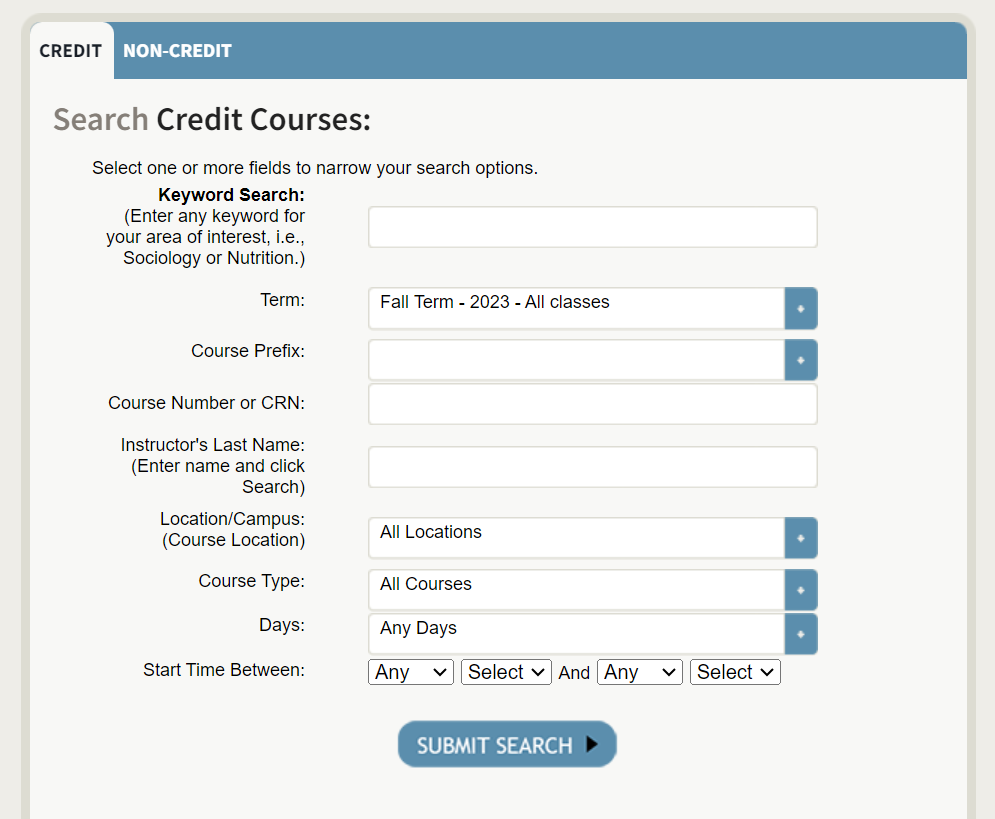 CREDIT NON-CREDIT
Search Credit Courses:
Select one or more fields to narrow your search options.
Keyword Search:
(Enter any keyword for
your area of interest, i.e.,
Sociology or Nutrition.)
Term: Fall Term - 2023 - All classes
Course Prefix:
Course Number or CRN:
Instructor's Last Name:
(Enter name and click
Search)
Location/Campus: All Locations
(Course Location)
Course Type: All Courses
Days: Any Days
Start Time Between: Any Select And Any Select
SUBMIT SEARCH